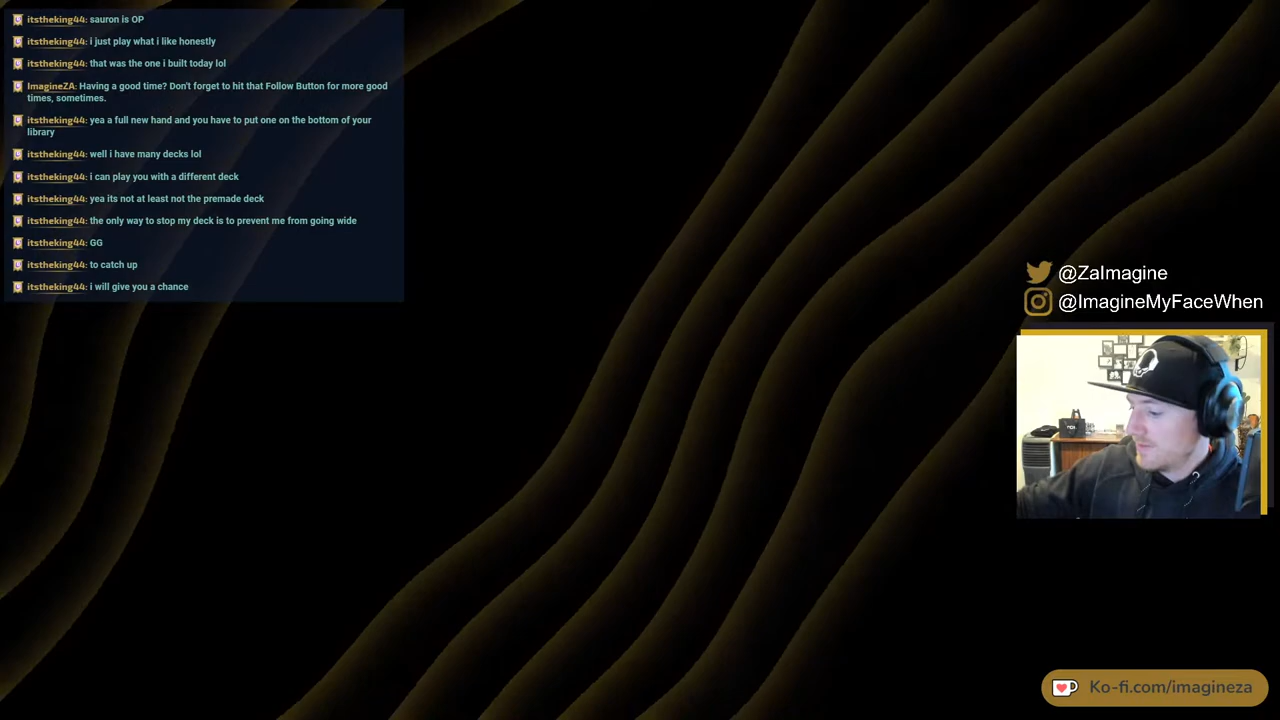 itstheking44: sauron is OP
itstheking44: i just play what i like honestly
itstheking44: that was the one i built today lol
ImagineZA: Having a good time? Don't forget to hit that Follow Button for more good
times, sometimes.
itstheking44: yea a full new hand and you have to put one on the bottom of your
library
itstheking44: well i have many decks lol
itstheking44: i can play you with a different deck
itstheking44: yea its not at least not the premade deck
itstheking44: the only way to stop my deck is to prevent me from going wide
itstheking44: GG
itstheking44: to catch up
itstheking44: i will give you a chance
@ZaImagine
@ImagineMyFaceWhen
Ko-fi.com/imagineza